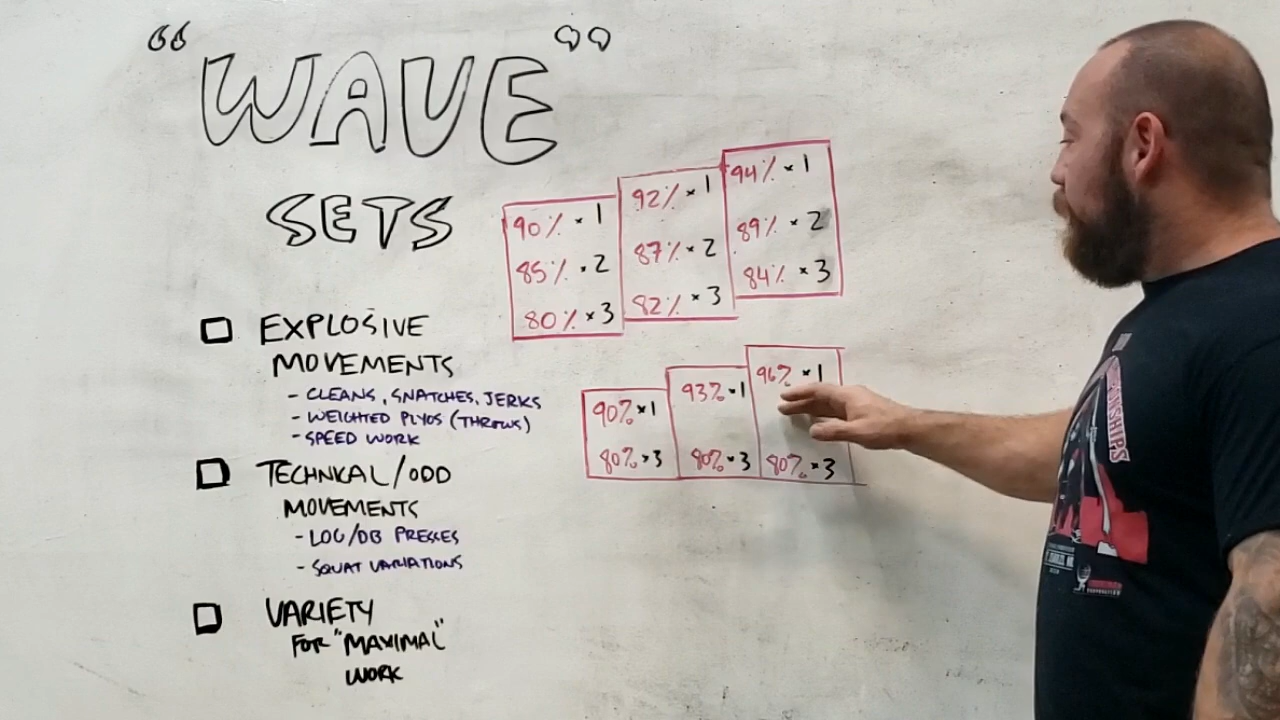 "WAVE"
SETS
EXPLOSIVE
MOVEMENTS
- CLEANS, SNATCHES, JERKS
- WEIGHTED PLYOS (THROWS)
- SPEED WORK
TECHNICAL/ODD
MOVEMENTS
- LOG/DB PRESSES
- SQUAT VARIATIONS
VARIETY
FOR "MAXIMAL"
WORK
90% × 1
85% × 2
80% × 3
92% × 1
87% × 2
82% × 3
94% × 1
89% × 2
84% × 3
90% × 1
80% × 3
93% × 1
80% × 3
96% × 1
80% × 3